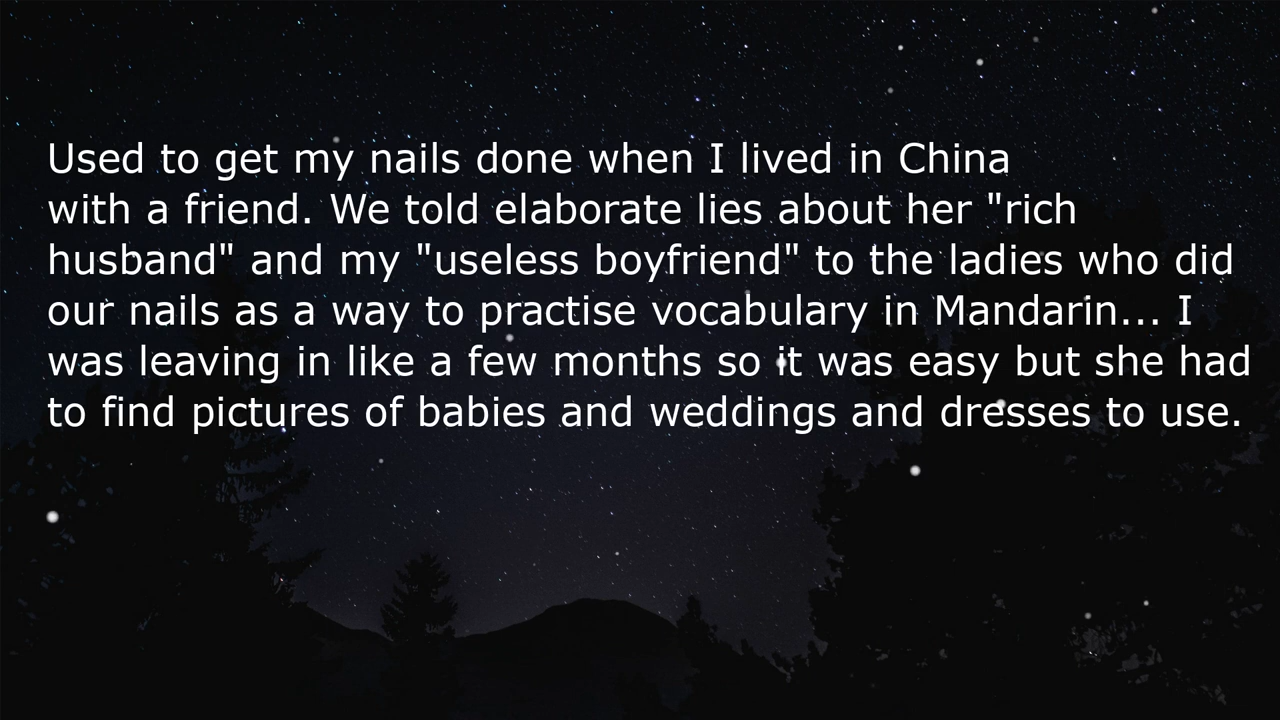 Used to get my nails done when I lived in China
with a friend. We told elaborate lies about her "rich
husband" and my "useless boyfriend" to the ladies who did
our nails as a way to practise vocabulary in Mandarin... I
was leaving in like a few months so it was easy but she had
to find pictures of babies and weddings and dresses to use.